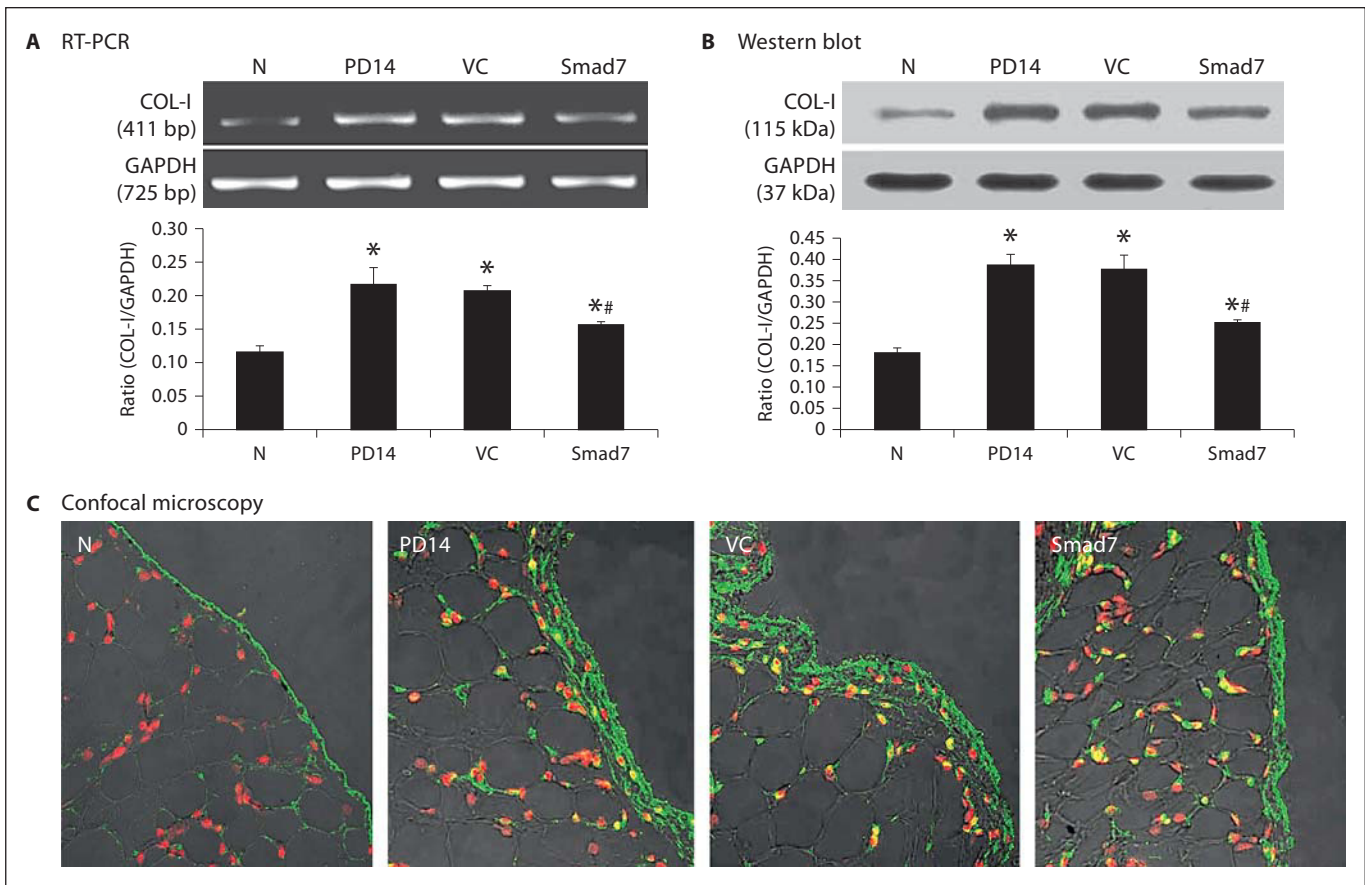 A RT-PCR
N PD14 VC Smad7
COL-I
(411 bp)
GAPDH
(725 bp)
Ratio (COL-I/GAPDH)
0.30
0.25
0.20
0.15
0.10
0.05
0
* * *#
N PD14 VC Smad7
B Western blot
N PD14 VC Smad7
COL-I
(115 kDa)
GAPDH
(37 kDa)
Ratio (COL-I/GAPDH)
0.45
0.40
0.35
0.30
0.25
0.20
0.15
0.10
0.05
0
* * *#
N PD14 VC Smad7
C Confocal microscopy
N PD14 VC Smad7